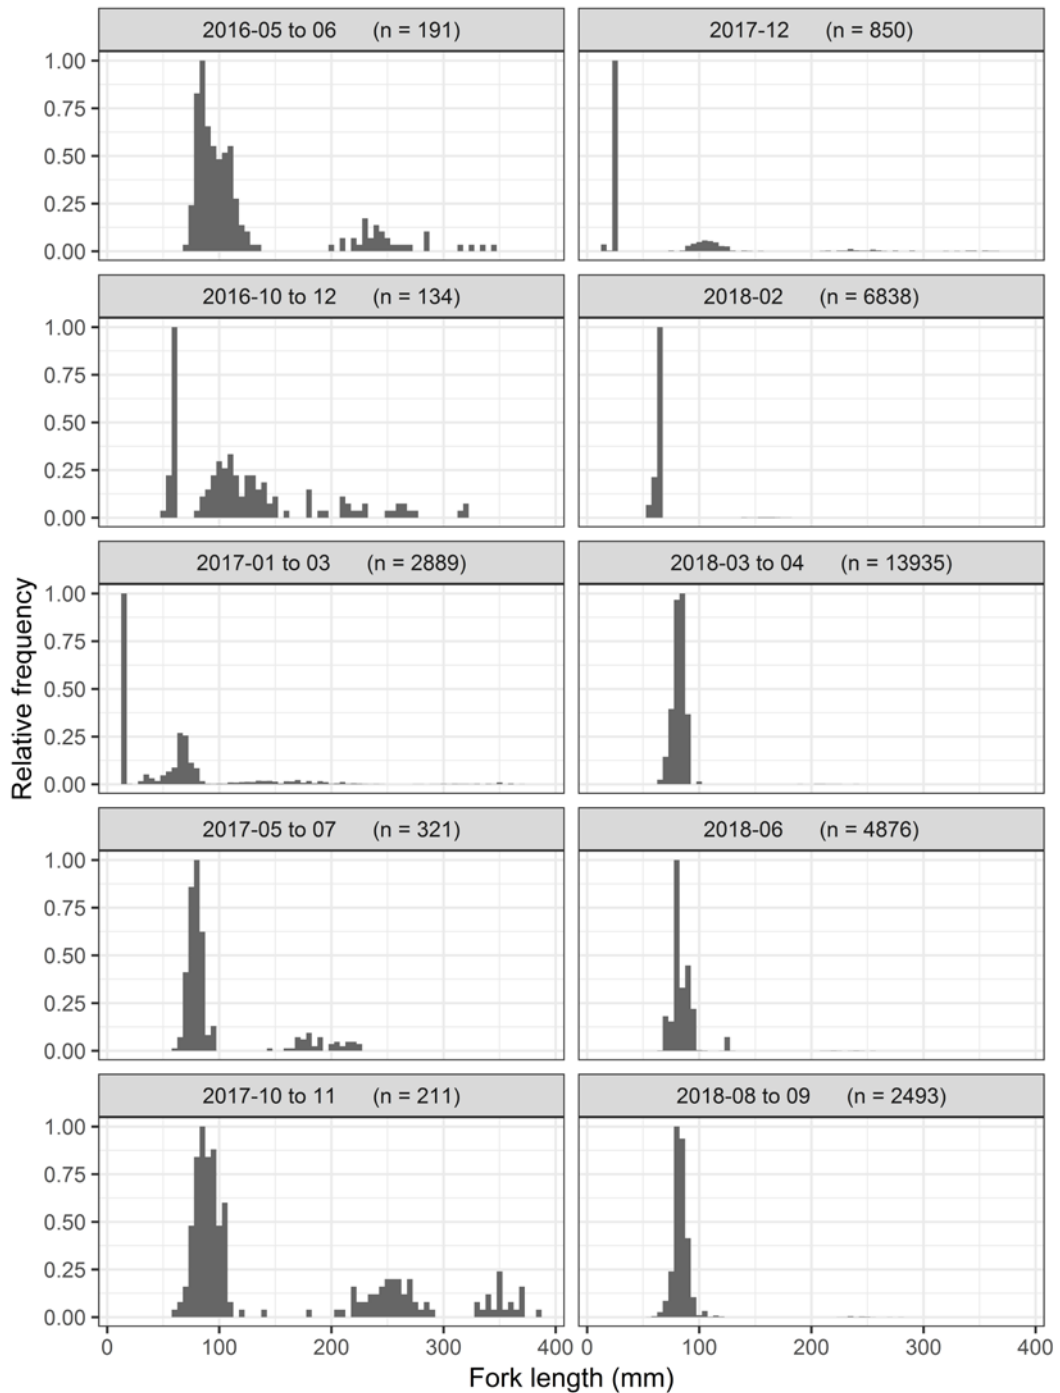 2016-05 to 06 (n = 191)
2017-12 (n = 850)
1.00
0.75
0.50
0.25
0.00
2016-10 to 12 (n = 134)
2018-02 (n = 6838)
1.00
0.75
0.50
0.25
0.00
2017-01 to 03 (n = 2889)
2018-03 to 04 (n = 13935)
1.00
0.75
0.50
0.25
0.00
Relative frequency
2017-05 to 07 (n = 321)
2018-06 (n = 4876)
1.00
0.75
0.50
0.25
0.00
2017-10 to 11 (n = 211)
2018-08 to 09 (n = 2493)
1.00
0.75
0.50
0.25
0.00
0 100 200 300 400 0 100 200 300 400
Fork length (mm)